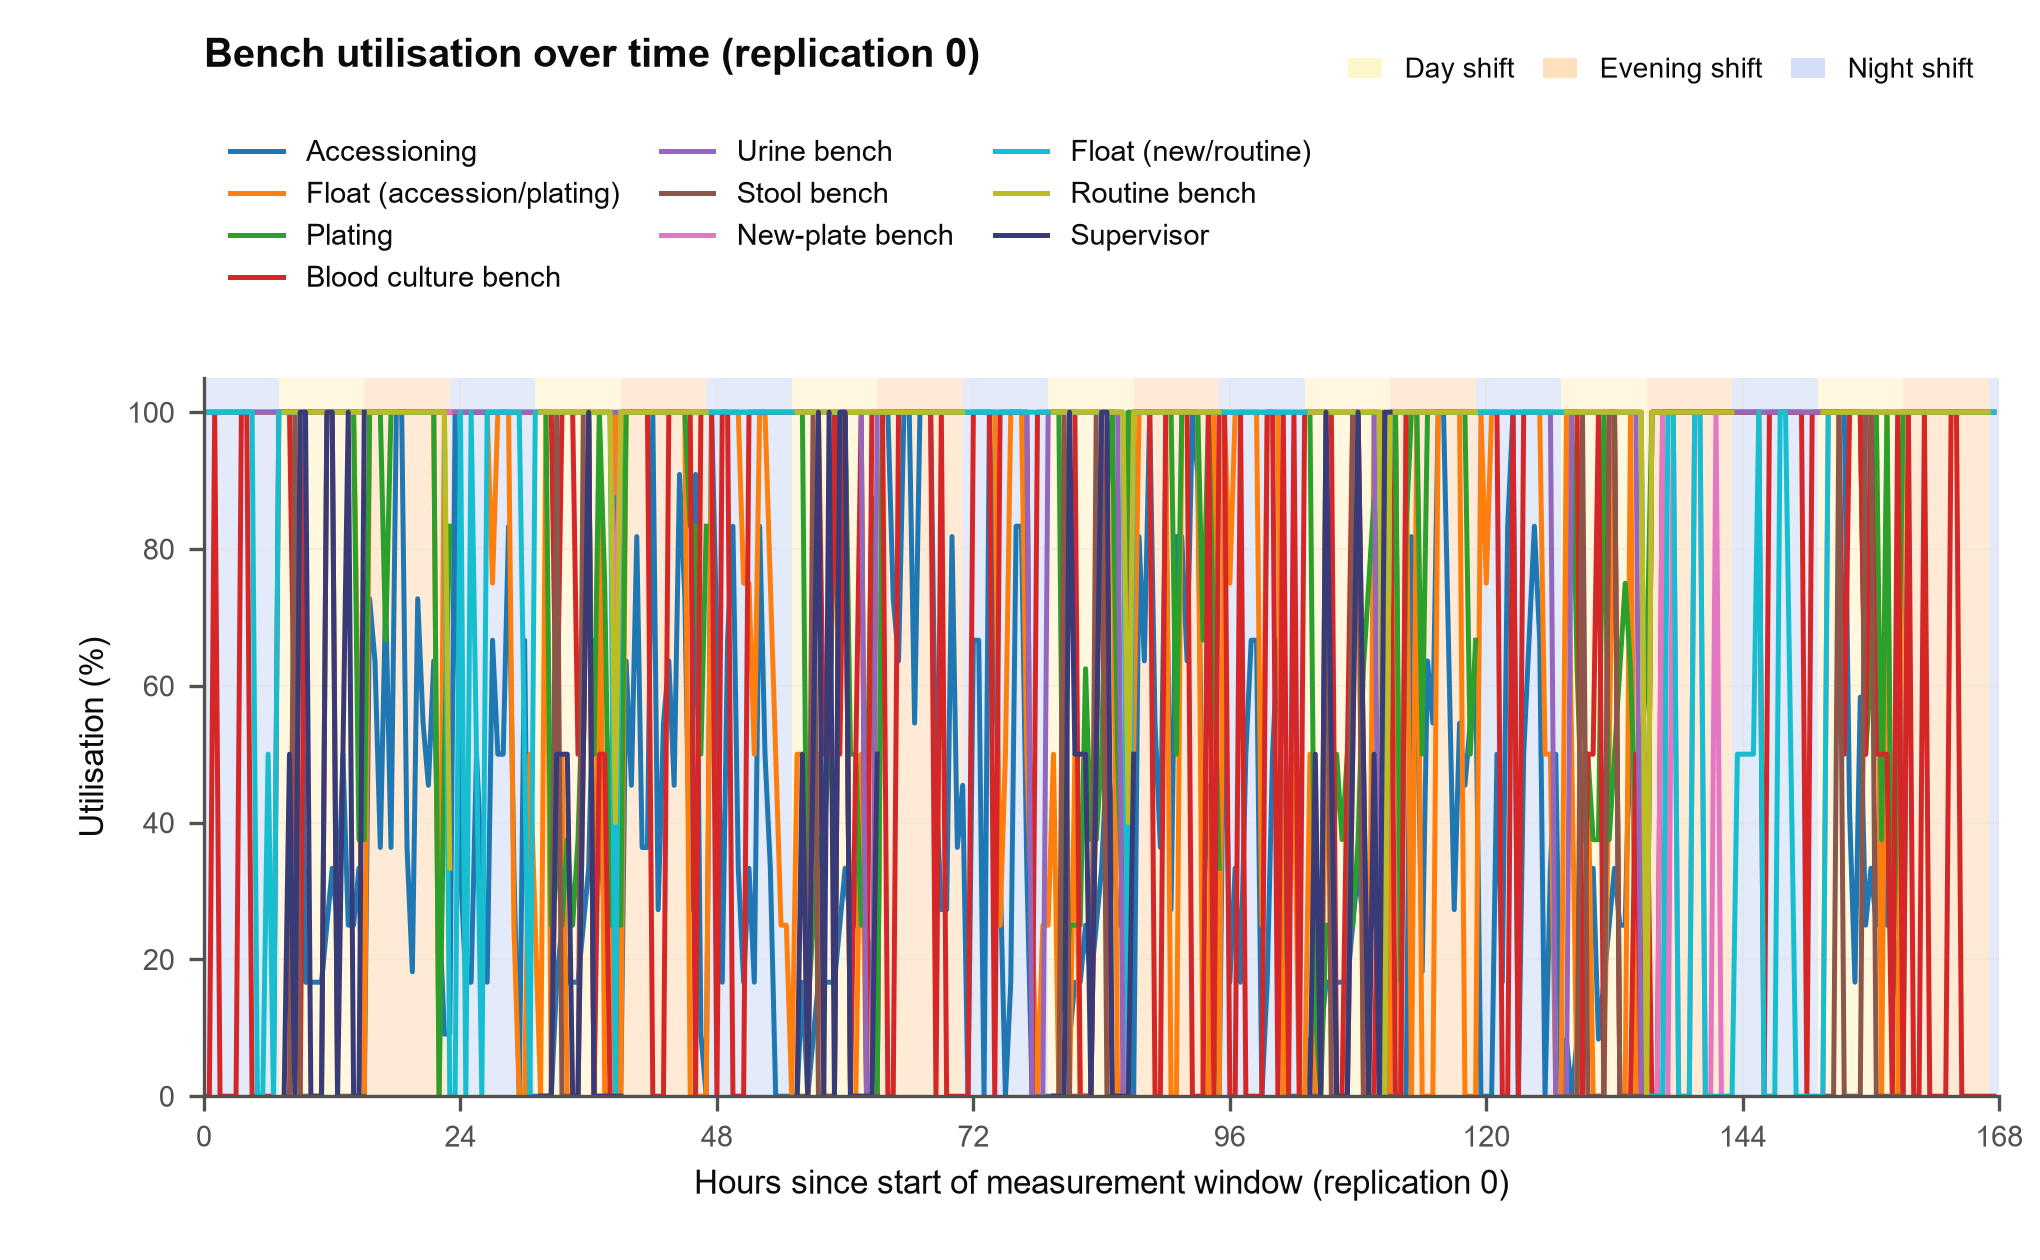 Bench utilisation over time (replication 0)
Day shift
Evening shift
Night shift
Accessioning
Float (accession/plating)
Plating
Blood culture bench
Urine bench
Stool bench
New-plate bench
Float (new/routine)
Routine bench
Supervisor
Utilisation (%)
100
80
60
40
20
0
0 24 48 72 96 120 144 168
Hours since start of measurement window (replication 0)